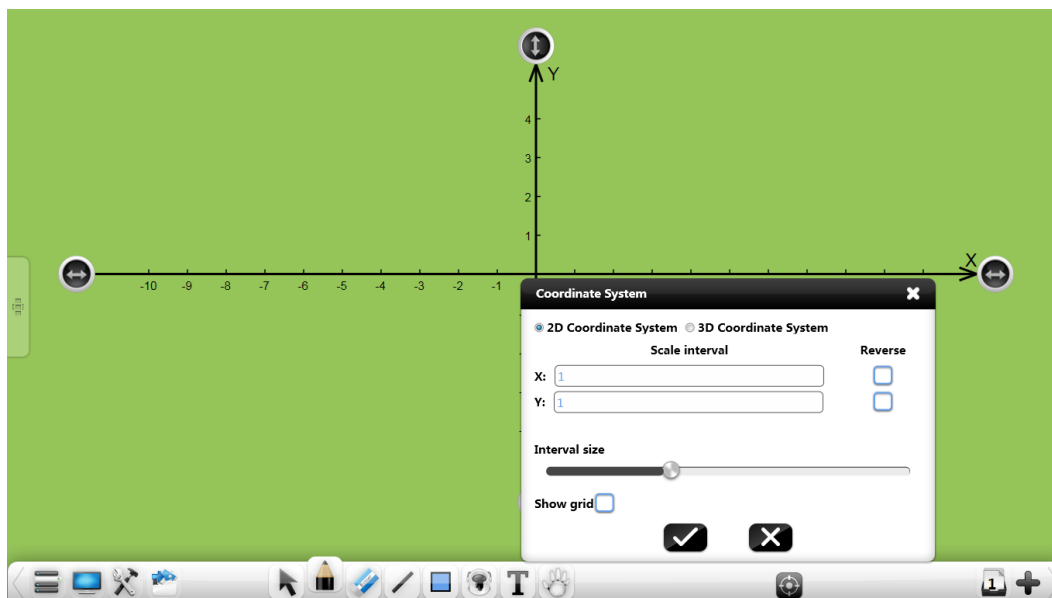 Y
4
3
2
1
X
-10 -9 -8 -7 -6 -5 -4 -3 -2 -1
Coordinate System
2D Coordinate System 3D Coordinate System
Scale interval Reverse
X: 1
Y: 1
Interval size
Show grid
T 1